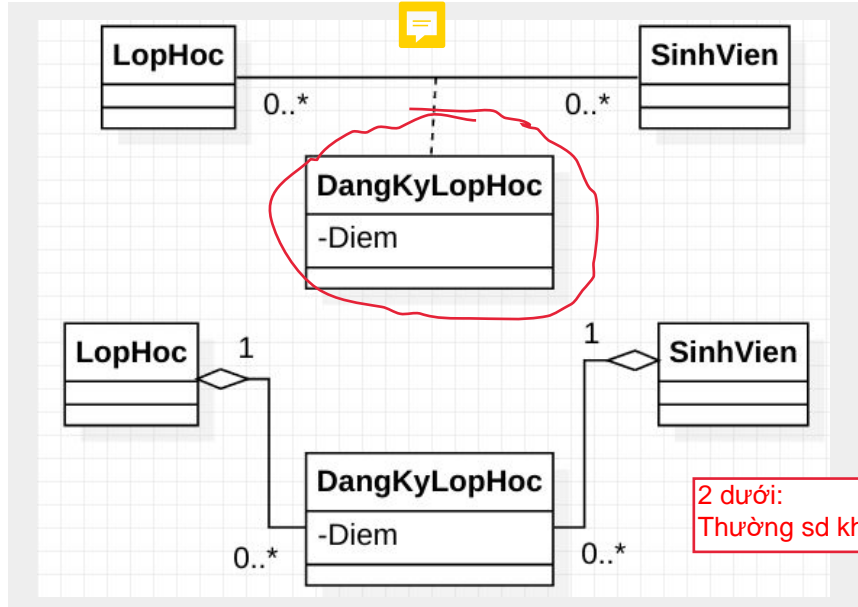 LopHoc
SinhVien
0..*
0..*
DangKyLopHoc
-Diem
LopHoc
1
1
SinhVien
DangKyLopHoc
-Diem
0..*
0..*
2 dưới:
Thường sd